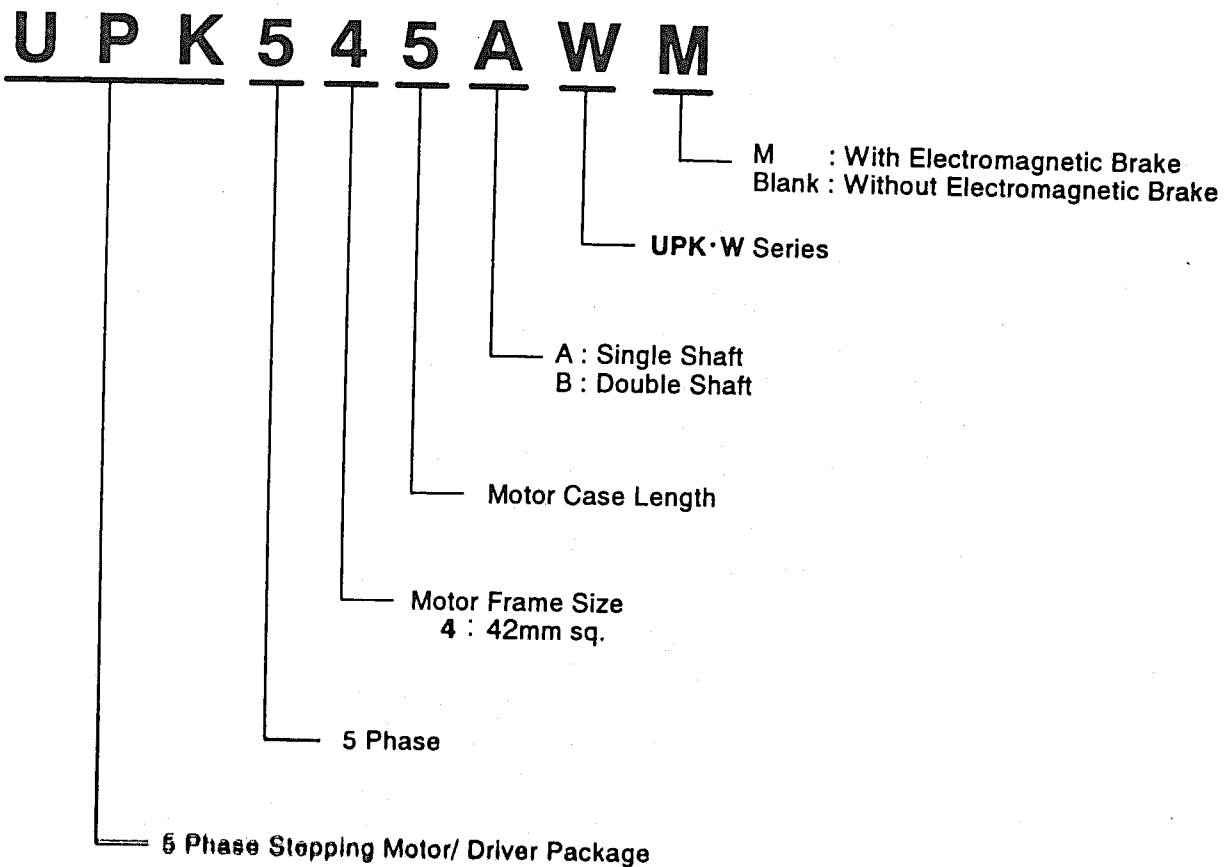 U P K 5 4 5 A W M
M : With Electromagnetic Brake
Blank : Without Electromagnetic Brake
UPK·W Series
A : Single Shaft
B : Double Shaft
Motor Case Length
Motor Frame Size
4 : 42mm sq.
5 Phase
5 Phase Stepping Motor/ Driver Package